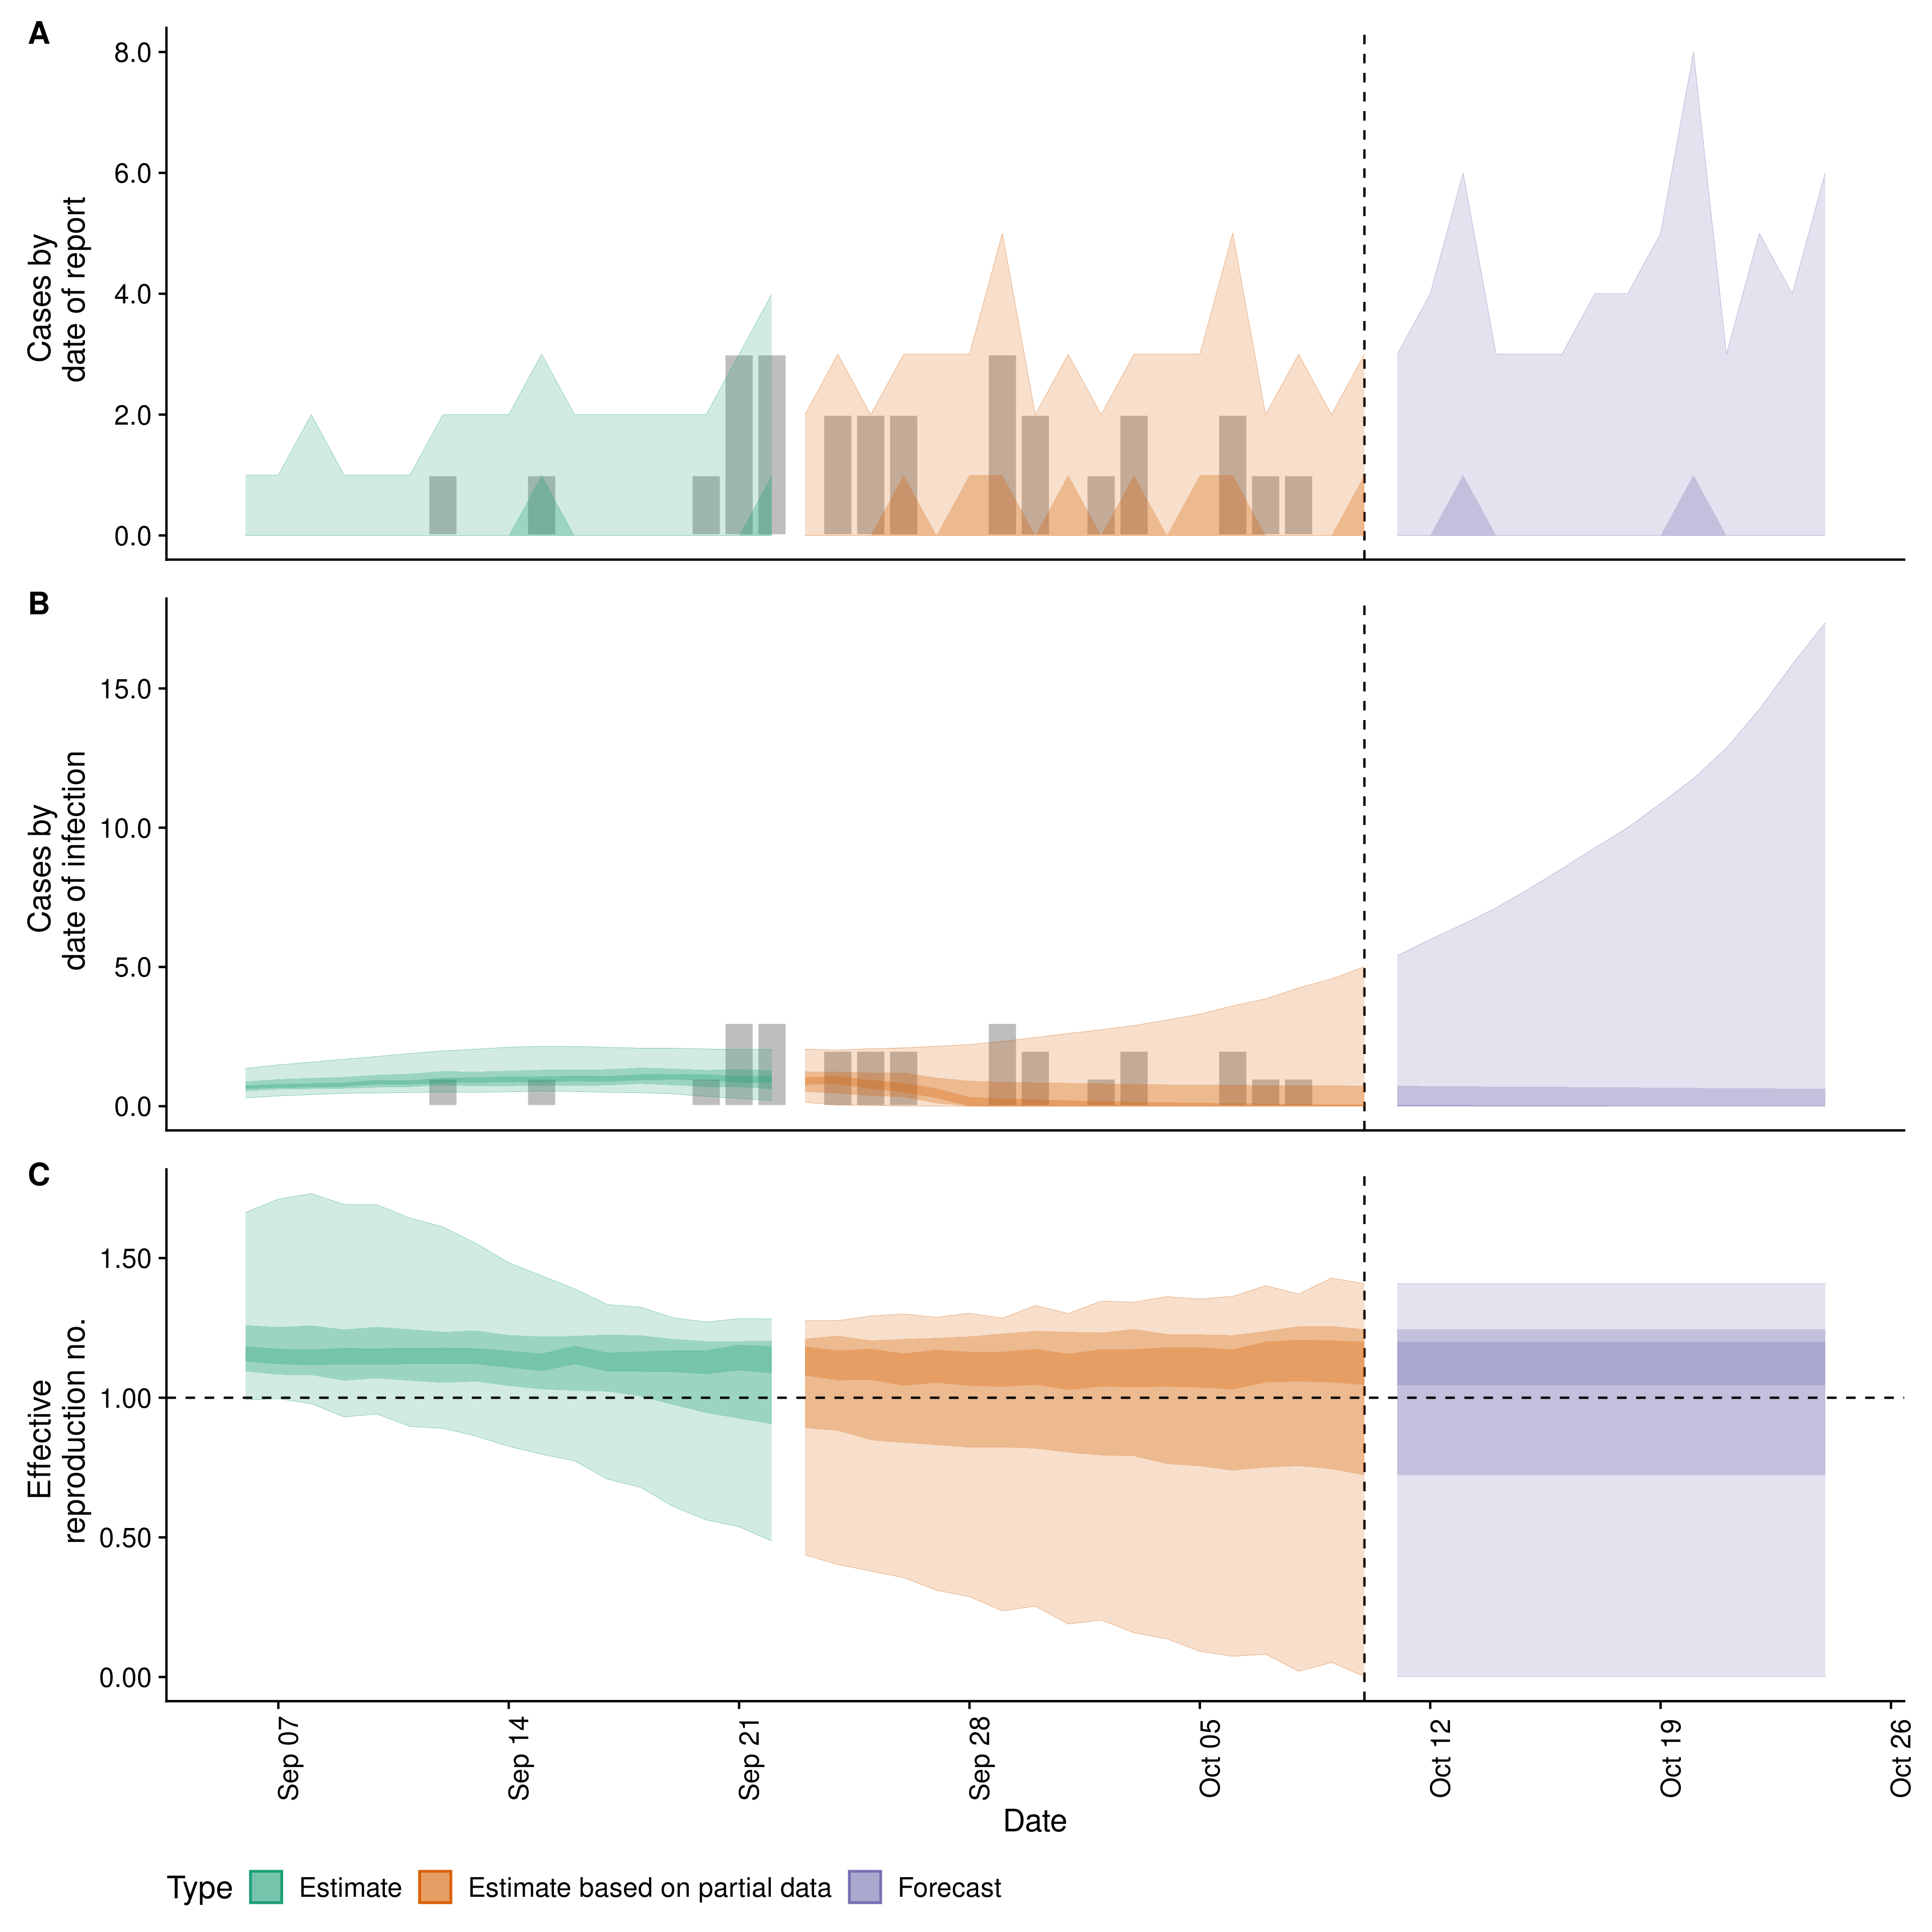 A
8.0
6.0
4.0
2.0
0.0
Cases by
date of report
B
15.0
10.0
5.0
0.0
Cases by
date of infection
C
1.50
1.00
0.50
0.00
Effective
reproduction no.
Sep 07
Sep 14
Sep 21
Sep 28
Oct 05
Oct 12
Oct 19
Oct 26
Date
Type
Estimate
Estimate based on partial data
Forecast